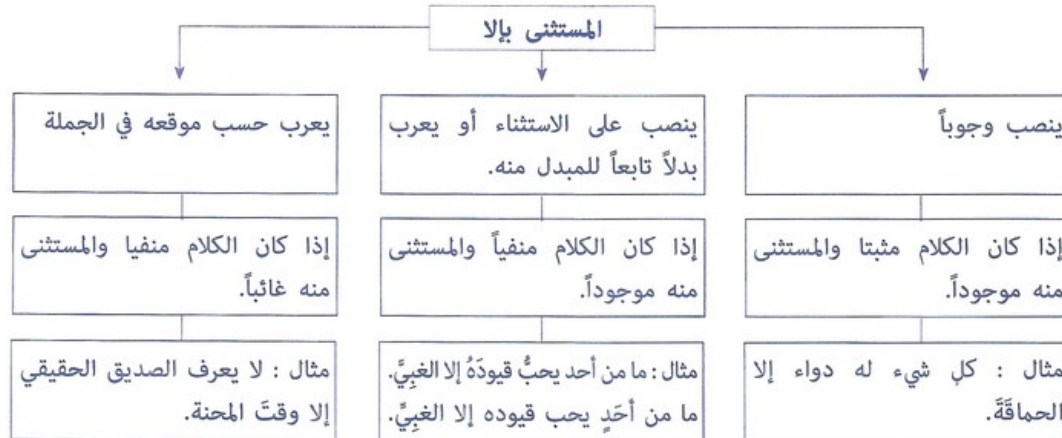 المستثنى بإلا
ينصب وجوباً
إذا كان الكلام مثبتا والمستثنى
منه موجوداً.
مثال : كل شيء له دواء إلا
الحماقَةَ.
ينصب على الاستثناء أو يعرب
بدلاً تابعاً للمبدل منه.
إذا كان الكلام منفياً والمستثنى
منه موجوداً.
مثال : ما من أحد يحبُّ قيودَهُ إلا الغبِيَّ.
ما من أحَدٍ يحب قيوده إلا الغبِيِّ.
يعرب حسب موقعه في الجملة
إذا كان الكلام منفيا والمستثنى
منه غائباً.
مثال : لا يعرف الصديق الحقيقي
إلا وقتَ المحنة.